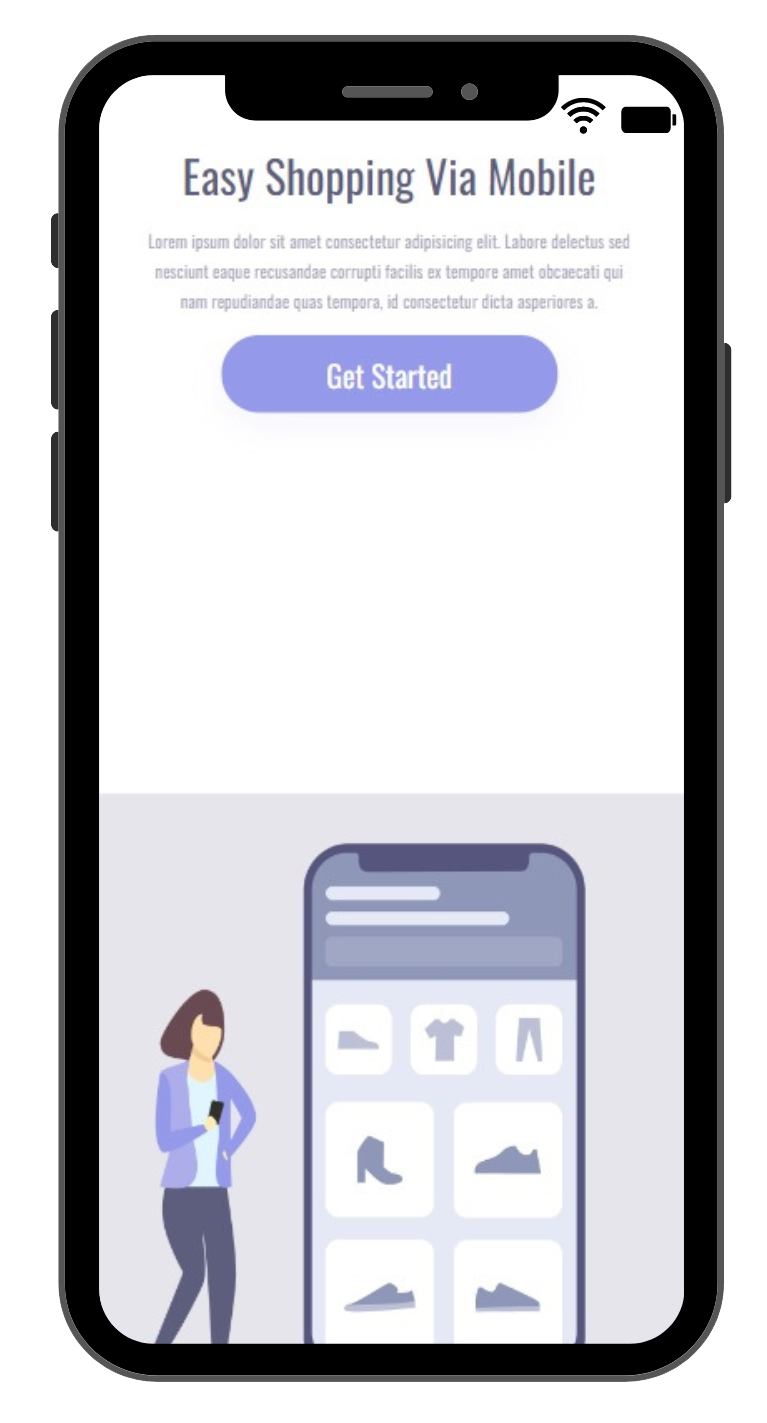 Easy Shopping Via Mobile
Lorem ipsum dolor sit amet consectetur adipisicing elit. Labore delectus sed
nesciunt eaque recusandae corrupti facilis ex tempore amet obcaecati qui
nam repudiandae quas tempora, id consectetur dicta asperiores a.
Get Started